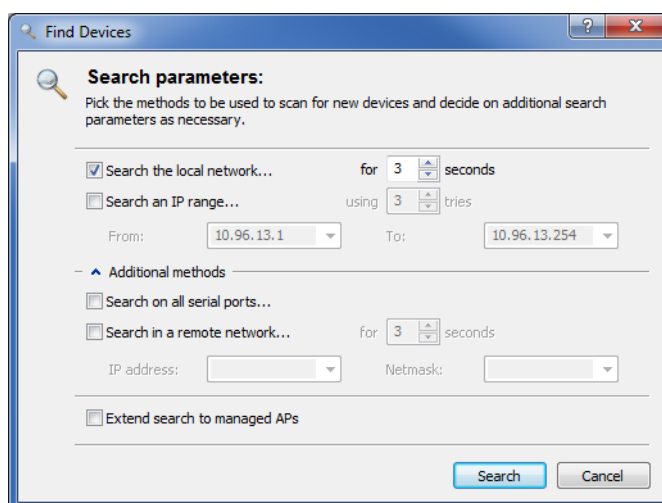 Find Devices
Search parameters:
Pick the methods to be used to scan for new devices and decide on additional search
parameters as necessary.
Search the local network... for 3 seconds
Search an IP range... using 3 tries
From: 10.96.13.1 To: 10.96.13.254
Additional methods
Search on all serial ports...
Search in a remote network... for 3 seconds
IP address: Netmask:
Extend search to managed APs
Search Cancel